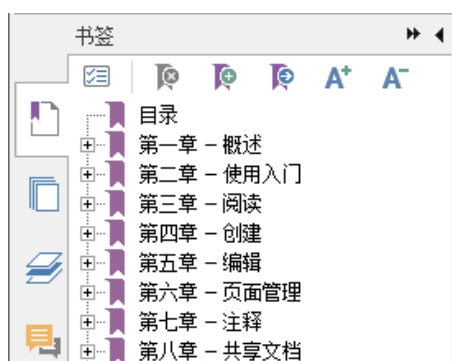 书签
A+ A-
目录
第一章 – 概述
第二章 – 使用入门
第三章 – 阅读
第四章 – 创建
第五章 – 编辑
第六章 – 页面管理
第七章 – 注释
第八章 – 共享文档